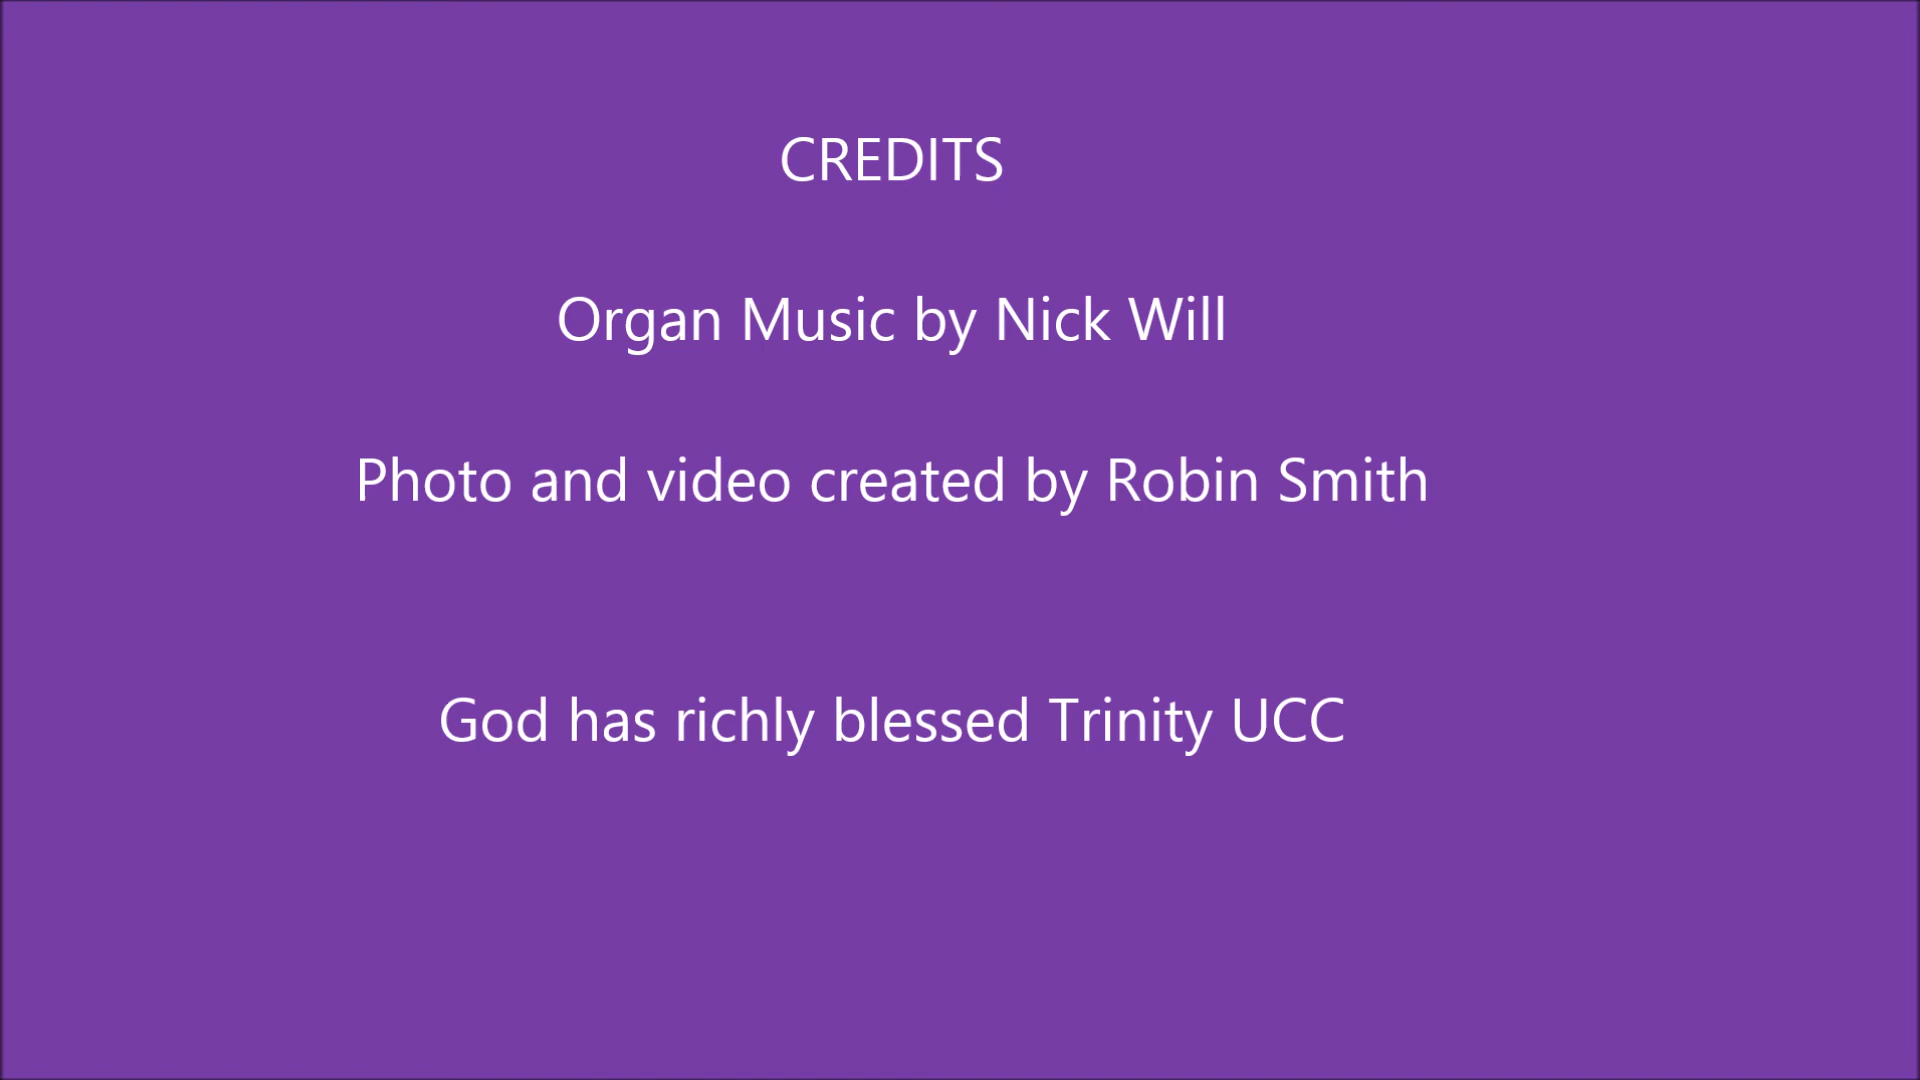 CREDITS
Organ Music by Nick Will
Photo and video created by Robin Smith
God has richly blessed Trinity UCC